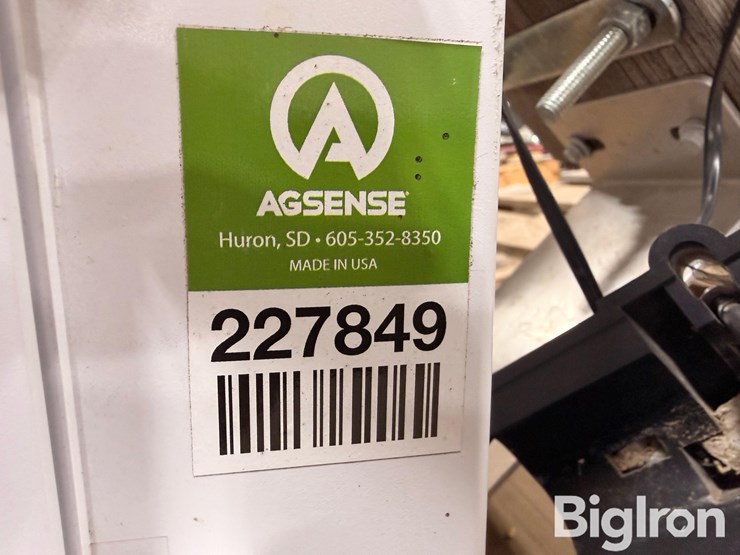 AGSENSE®
Huron, SD • 605-352-8350
MADE IN USA
227849
BigIron